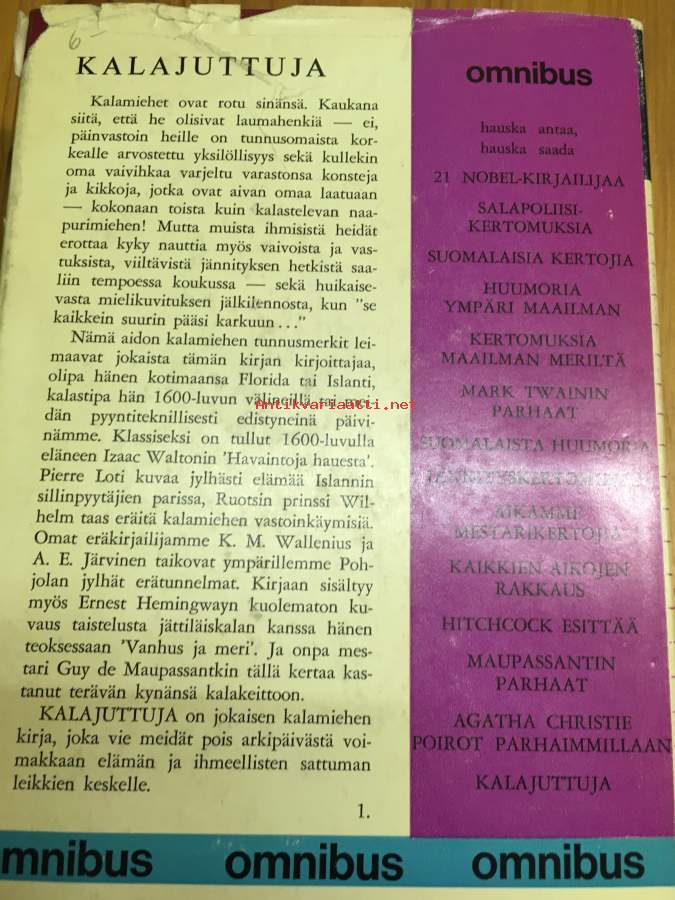 6-
KALAJUTTUJA
Kalamiehet ovat rotu sinänsä. Kaukana
siitä, että he olisivat laumahenkiä — ei,
päinvastoin heille on tunnusomaista kor-
kealle arvostettu yksilöllisyys sekä kullekin
oma vaivihkaa varjeltu varastonsa konsteja
ja kikkoja, jotka ovat aivan omaa laatuaan
— kokonaan toista kuin kalastelevan naa-
purimiehen! Mutta muista ihmisistä heidät
erottaa kyky nauttia myös vaivoista ja vas-
tuksista, viiltävistä jännityksen hetkistä saa-
liin tempoessa koukussa — sekä huikaise-
vasta mielikuvituksen jälkilennosta, kun "se
kaikkein suurin pääsi karkuun..."
Nämä aidon kalamiehen tunnusmerkit lei-
maavat jokaista tämän kirjan kirjoittajaa,
olipa hänen kotimaansa Florida tai Islanti,
kalastipa hän 1600-luvun välineillä tai mei-
dän pyyntiteknillisesti edistyneinä päivi-
nämme. Klassiseksi on tullut 1600-luvulla
eläneen Izaac Waltonin 'Havaintoja hauesta'.
Pierre Loti kuvaa jylhästi elämää Islannin
sillinpyytäjien parissa, Ruotsin prinssi Wil-
helm taas eräitä kalamiehen vastoinkäymisiä.
Omat eräkirjailijamme K. M. Wallenius ja
A. E. Järvinen taikovat ympärillemme Poh-
jolan jylhät erätunnelmat. Kirjaan sisältyy
myös Ernest Hemingwayn kuolematon ku-
vaus taistelusta jättiläiskalan kanssa hänen
teoksessaan 'Vanhus ja meri'. Ja onpa mes-
tari Guy de Maupassantkin tällä kertaa kas-
tanut terävän kynänsä kalakeittoon.
KALAJUTTUJA on jokaisen kalamiehen
kirja, joka vie meidät pois arkipäivästä voi-
makkaan elämän ja ihmeellisten sattuman
leikkien keskelle.
1.
omnibus
hauska antaa,
hauska saada
21 NOBEL-KIRJAILIJAA
SALAPOLIISI-
KERTOMUKSIA
SUOMALAISIA KERTOJIA
HUUMORIA
YMPÄRI MAAILMAN
KERTOMUKSIA
MAAILMAN MERILTÄ
MARK TWAININ
PARHAAT
SUOMALAISTA HUUMORIA
JÄNNITYSKERTOMUKSIA
AIKAMME
MESTARIKERTOJIA
KAIKKIEN AIKOJEN
RAKKAUS
HITCHCOCK ESITTÄÄ
MAUPASSANTIN
PARHAAT
AGATHA CHRISTIE
POIROT PARHAIMMILLAAN
KALAJUTTUJA
Antikvariaatti.net
mnibus omnibus omnibus